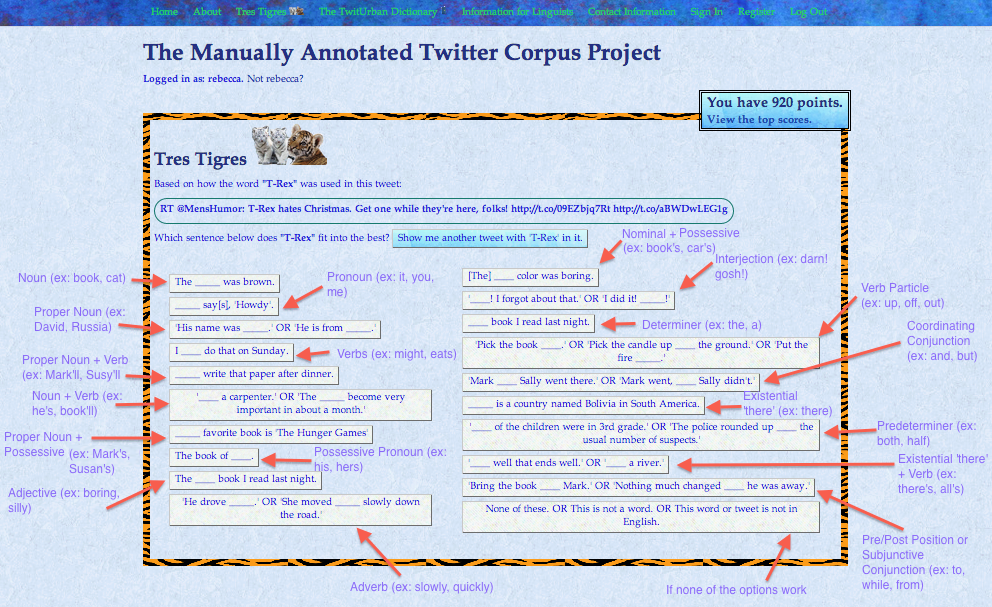 Home About Tres Tigres The TwitUrban Dictionary Information for Linguists Contact Information Sign In Register Log Out
The Manually Annotated Twitter Corpus Project
Logged in as: rebecca. Not rebecca?
You have 920 points.
View the top scores.
Tres Tigres
Based on how the word "T-Rex" was used in this tweet:
RT @MensHumor: T-Rex hates Christmas. Get one while they're here, folks! http://t.co/09EZbjq7Rt http://t.co/aBWDwLEG1g
Which sentence below does "T-Rex" fit into the best? Show me another tweet with 'T-Rex' in it.
Noun (ex: book, cat)
The _____ was brown.
Pronoun (ex: it, you,
me)
_____ say[s], 'Howdy'.
Proper Noun (ex:
David, Russia)
'His name was _____.' OR 'He is from _____.'
I ____ do that on Sunday.
Verbs (ex: might, eats)
Proper Noun + Verb
(ex: Mark'll, Susy'll
_____ write that paper after dinner.
Noun + Verb (ex:
he's, book'll)
'____ a carpenter.' OR 'The _____ become very
important in about a month.'
Proper Noun +
Possessive (ex: Mark's,
Susan's)
_____ favorite book is 'The Hunger Games'
The book of ____.
Possessive Pronoun (ex:
his, hers)
Adjective (ex: boring,
silly)
The ____ book I read last night.
'He drove _____.' OR 'She moved _____ slowly down
the road.'
Adverb (ex: slowly, quickly)
Nominal + Possessive
(ex: book's, car's)
[The] ____ color was boring.
Interjection (ex: darn!
gosh!)
'____! I forgot about that.' OR 'I did it! _____!'
____ book I read last night.
Determiner (ex: the, a)
Verb Particle
(ex: up, off, out)
'Pick the book ____.' OR 'Pick the candle up ____ the ground.' OR 'Put the
fire _____.'
Coordinating
Conjunction
(ex: and, but)
'Mark ____ Sally went there.' OR 'Mark went, ____ Sally didn't.'
_____ is a country named Bolivia in South America.
Existential
'there' (ex: there)
'____ of the children were in 3rd grade.' OR 'The police rounded up ____ the
usual number of suspects.'
Predeterminer (ex:
both, half)
'____ well that ends well.' OR '____ a river.'
Existential 'there'
+ Verb (ex:
there's, all's)
'Bring the book ____ Mark.' OR 'Nothing much changed ____ he was away.'
Pre/Post Position or
Subjunctive
Conjunction (ex: to,
while, from)
None of these. OR This is not a word. OR This word or tweet is not in
English.
If none of the options work